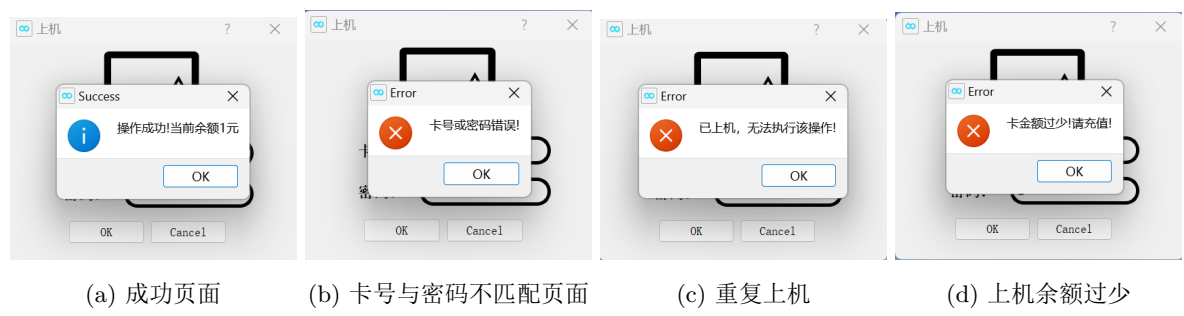 上机
Success
操作成功!当前余额1元
OK
OK
Cancel
(a) 成功页面
上机
Error
卡号或密码错误!
OK
OK
Cancel
(b) 卡号与密码不匹配页面
上机
Error
已上机，无法执行该操作!
OK
OK
Cancel
(c) 重复上机
上机
Error
卡金额过少!请充值!
OK
OK
Cancel
(d) 上机余额过少